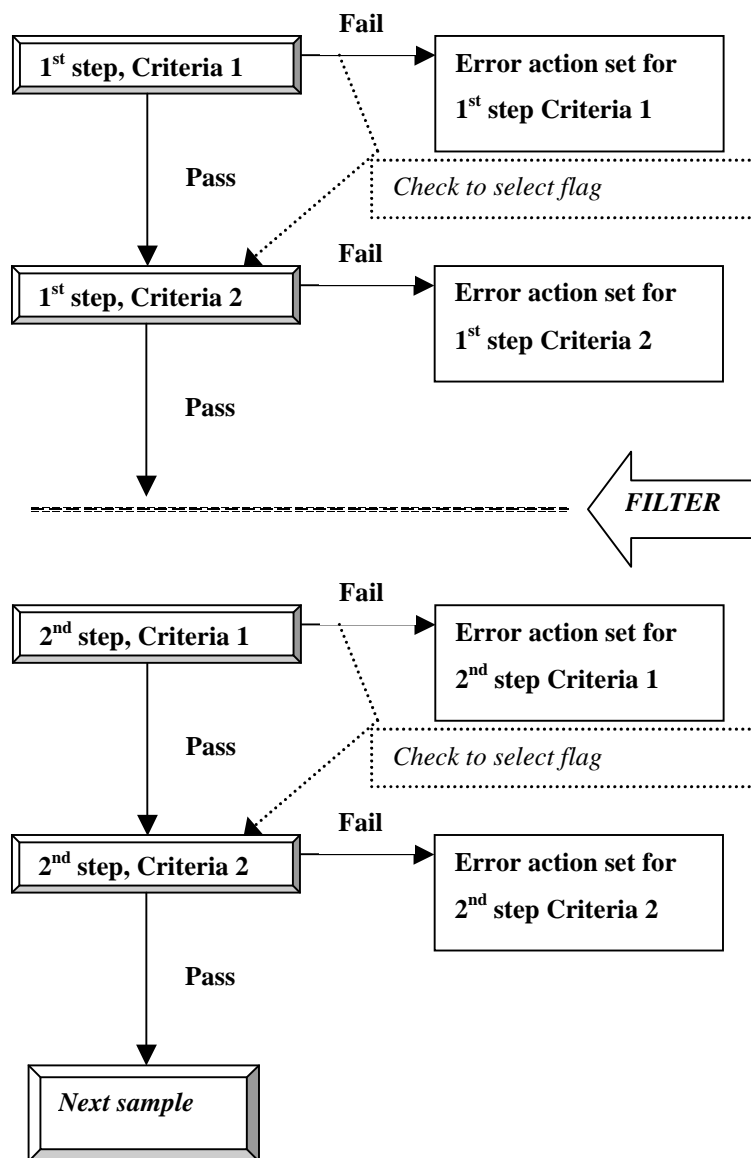 Fail
1st step, Criteria 1
Error action set for
1st step Criteria 1
Pass
Check to select flag
Fail
1st step, Criteria 2
Error action set for
1st step Criteria 2
Pass
FILTER
Fail
2nd step, Criteria 1
Error action set for
2nd step Criteria 1
Pass
Check to select flag
Fail
2nd step, Criteria 2
Error action set for
2nd step Criteria 2
Pass
Next sample